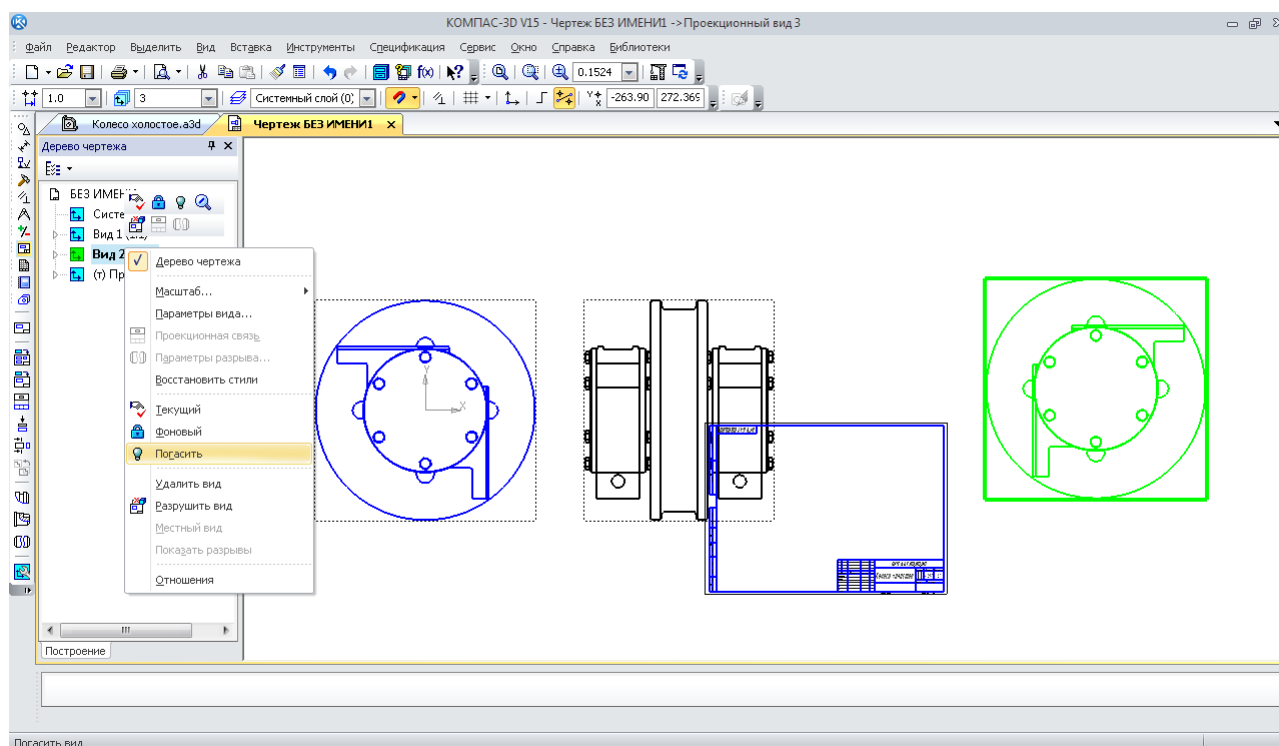 КОМПАС-3D V15 - Чертеж БЕЗ ИМЕНИ1 ->Проекционный вид 3
Файл Редактор Выделить Вид Вставка Инструменты Спецификация Сервис Окно Справка Библиотеки
0.1524
1.0 3 Системный слой (0; -263.90 272.369
Колесо холостое.a3d Чертеж БЕЗ ИМЕНИ1
Дерево чертежа
БЕЗ ИМЕН
Систе
Вид 1
Вид 2
(т) Пр
Дерево чертежа
Масштаб...
Параметры вида...
Проекционная связь
Параметры разрыва...
Восстановить стили
Текущий
Фоновый
Погасить
Удалить вид
Разрушить вид
Местный вид
Показать разрывы
Отношения
Y
X
Построение
Погасить вид